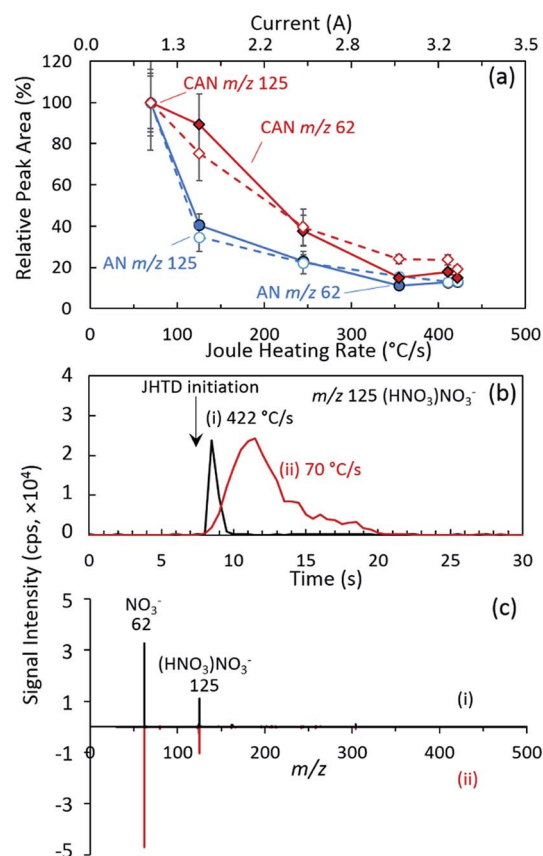 Current (A)
0.0 1.3 2.0 2.5 3.0 3.5
(a)
Relative Peak Area (%)
120
100
80
60
40
20
0
CAN m/z 125
CAN m/z 62
AN m/z 125
AN m/z 62
0 100 200 300 400 500
Joule Heating Rate (°C/s)
Signal Intensity (cps, ×10⁴)
4
3
2
1
0
JHTD initiation
m/z 125 (HNO₃)NO₃⁻
(b)
(i) 422 °C/s
(ii) 70 °C/s
0 5 10 15 20 25 30
Time (s)
5
3
1
-1
-3
-5
NO₃⁻
62
(HNO₃)NO₃⁻
125
(c)
(i)
0 100 200 300 400 500
m/z
(ii)